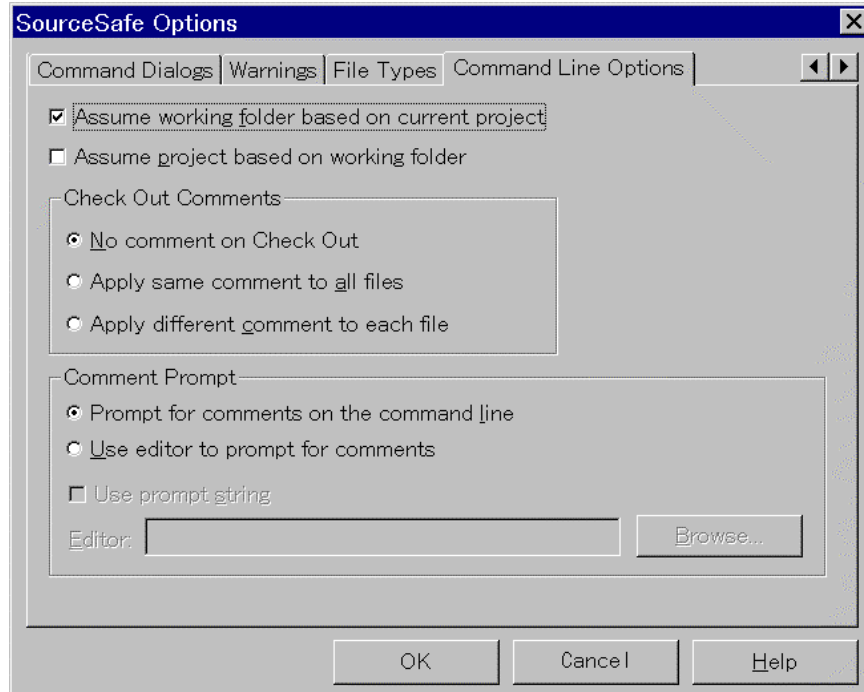 SourceSafe Options
Command Dialogs Warnings File Types Command Line Options
Assume working folder based on current project
Assume project based on working folder
Check Out Comments
No comment on Check Out
Apply same comment to all files
Apply different comment to each file
Comment Prompt
Prompt for comments on the command line
Use editor to prompt for comments
Use prompt string
Editor: Browse...
OK Cancel Help